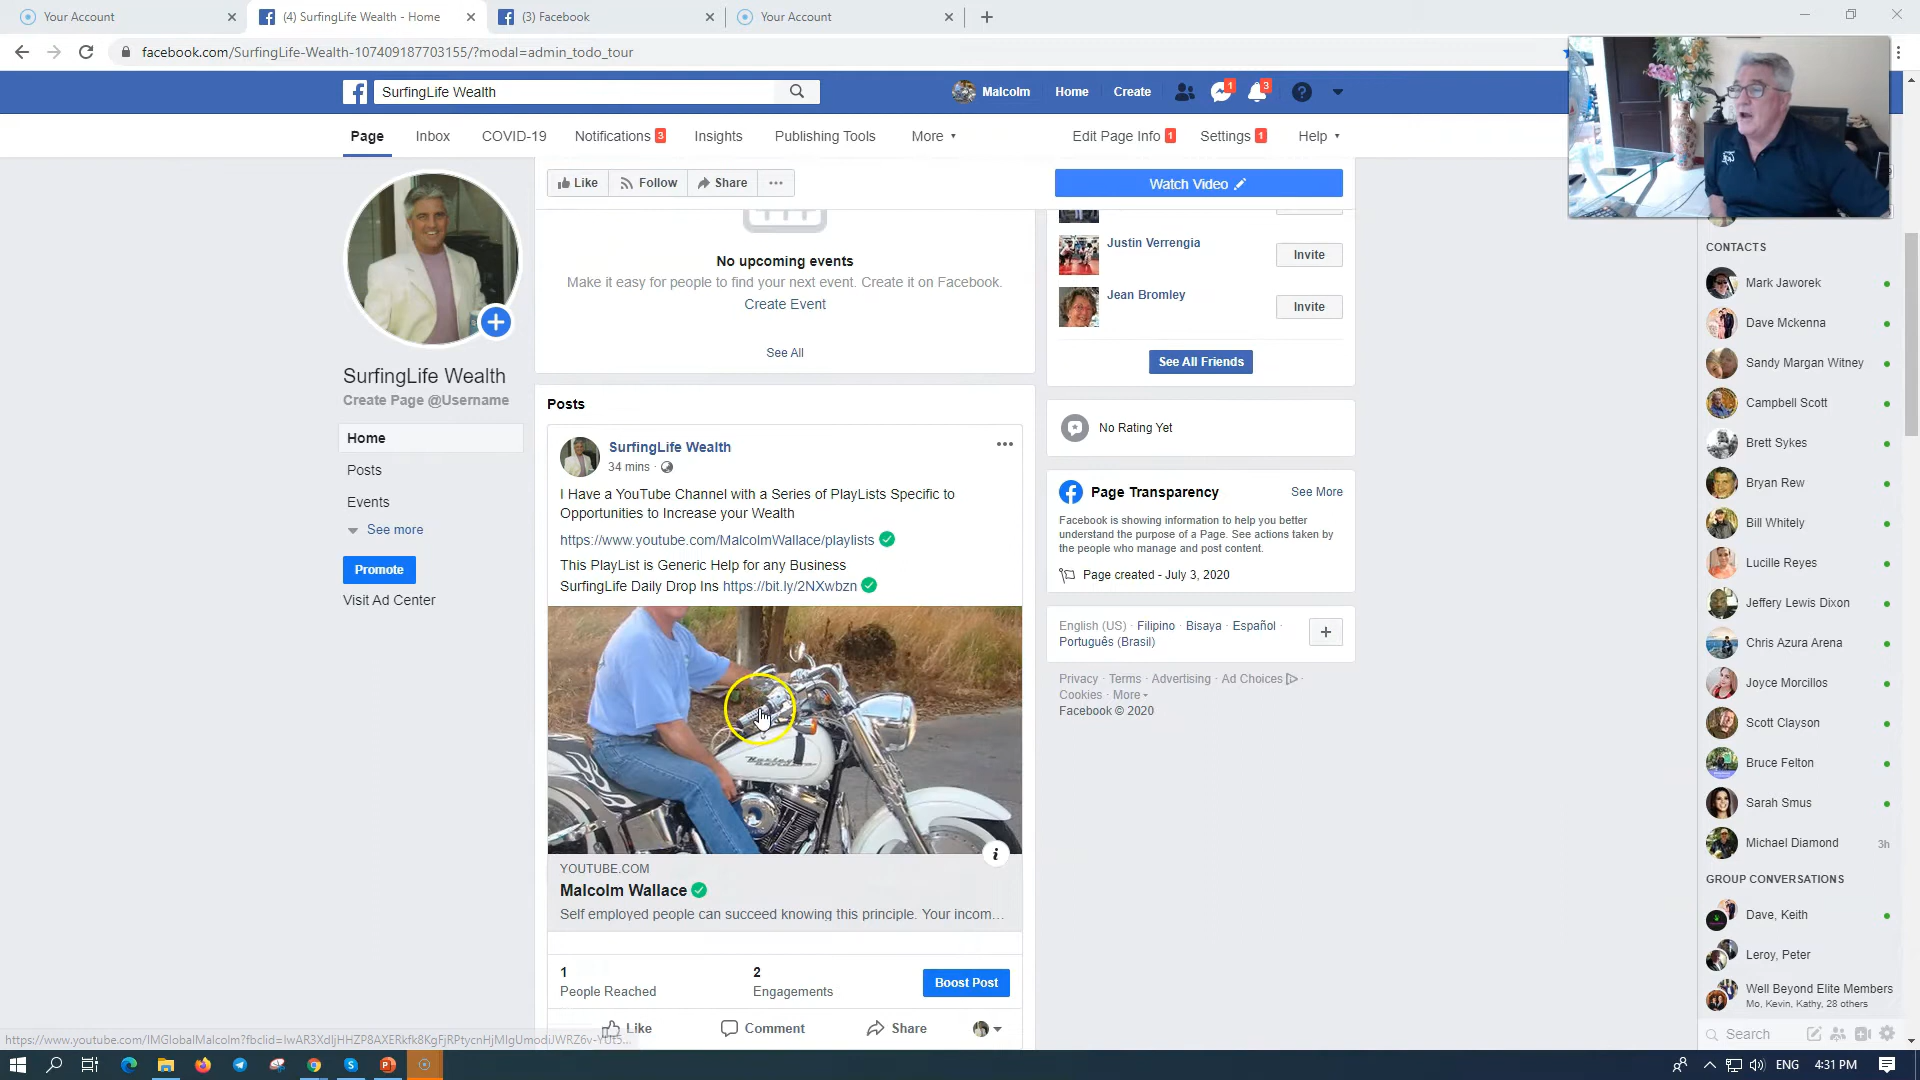 Your Account
(4) SurfingLife Wealth - Home
(3) Facebook
Your Account
facebook.com/SurfingLife-Wealth-107409187703155/?modal=admin_todo_tour
SurfingLife Wealth
Malcolm
Home
Create
1
3
Page
Inbox
COVID-19
Notifications 3
Insights
Publishing Tools
More
Edit Page Info 1
Settings 1
Help
Like
Follow
Share
Watch Video
No upcoming events
Make it easy for people to find your next event. Create it on Facebook.
Create Event
See All
SurfingLife Wealth
Create Page @Username
Home
Posts
Events
See more
Promote
Visit Ad Center
Posts
SurfingLife Wealth
34 mins ·
I Have a YouTube Channel with a Series of PlayLists Specific to
Opportunities to Increase your Wealth
https://www.youtube.com/MalcolmWallace/playlists
This PlayList is Generic Help for any Business
SurfingLife Daily Drop Ins https://bit.ly/2NXwbzn
YOUTUBE.COM
Malcolm Wallace
Self employed people can succeed knowing this principle. Your incom…
1
People Reached
2
Engagements
Boost Post
Like
Comment
Share
Justin Verrengia
Invite
Jean Bromley
Invite
See All Friends
No Rating Yet
Page Transparency
See More
Facebook is showing information to help you better
understand the purpose of a Page. See actions taken by
the people who manage and post content.
Page created - July 3, 2020
English (US) · Filipino · Bisaya · Español ·
Português (Brasil)
Privacy · Terms · Advertising · Ad Choices ·
Cookies · More
Facebook © 2020
CONTACTS
Mark Jaworek
Dave Mckenna
Sandy Margan Witney
Campbell Scott
Brett Sykes
Bryan Rew
Bill Whitely
Lucille Reyes
Jeffery Lewis Dixon
Chris Azura Arena
Joyce Morcillos
Scott Clayson
Bruce Felton
Sarah Smus
Michael Diamond
3h
GROUP CONVERSATIONS
Dave, Keith
Leroy, Peter
Well Beyond Elite Members
Mo, Kevin, Kathy, 28 others
Search
ENG
4:31 PM